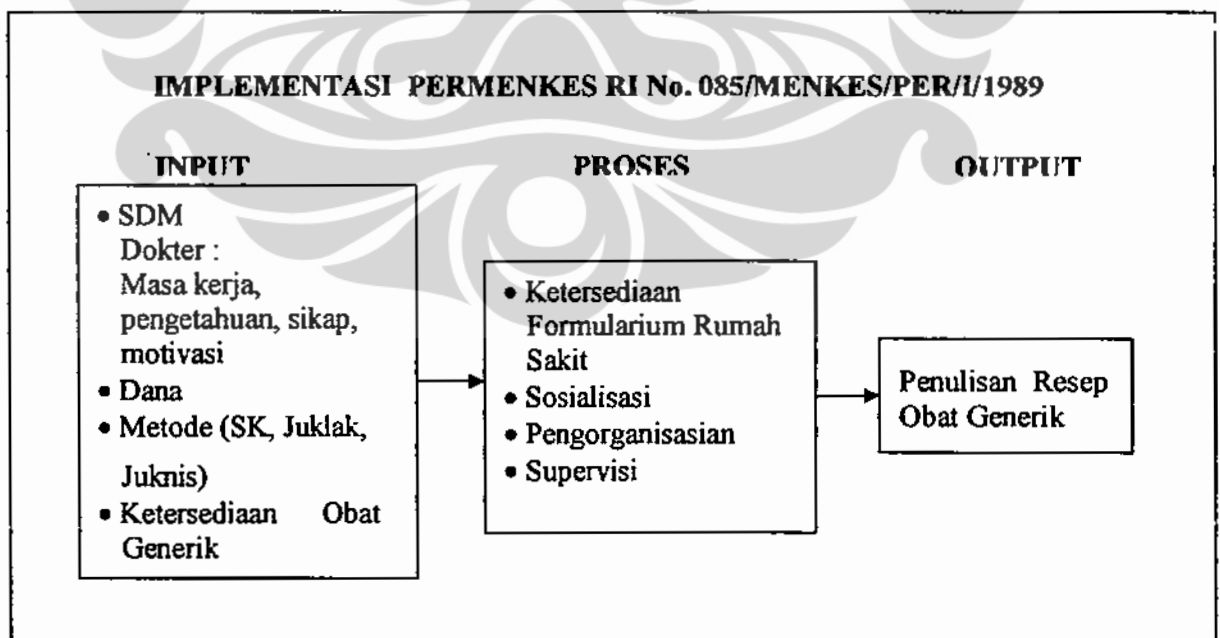 IMPLEMENTASI PERMENKES RI No. 085/MENKES/PER/I/1989
INPUT
• SDM
Dokter :
Masa kerja,
pengetahuan, sikap,
motivasi
• Dana
• Metode (SK, Juklak,
Juknis)
• Ketersediaan Obat
Generik
PROSES
• Ketersediaan
Formularium Rumah
Sakit
• Sosialisasi
• Pengorganisasian
• Supervisi
OUTPUT
Penulisan Resep
Obat Generik